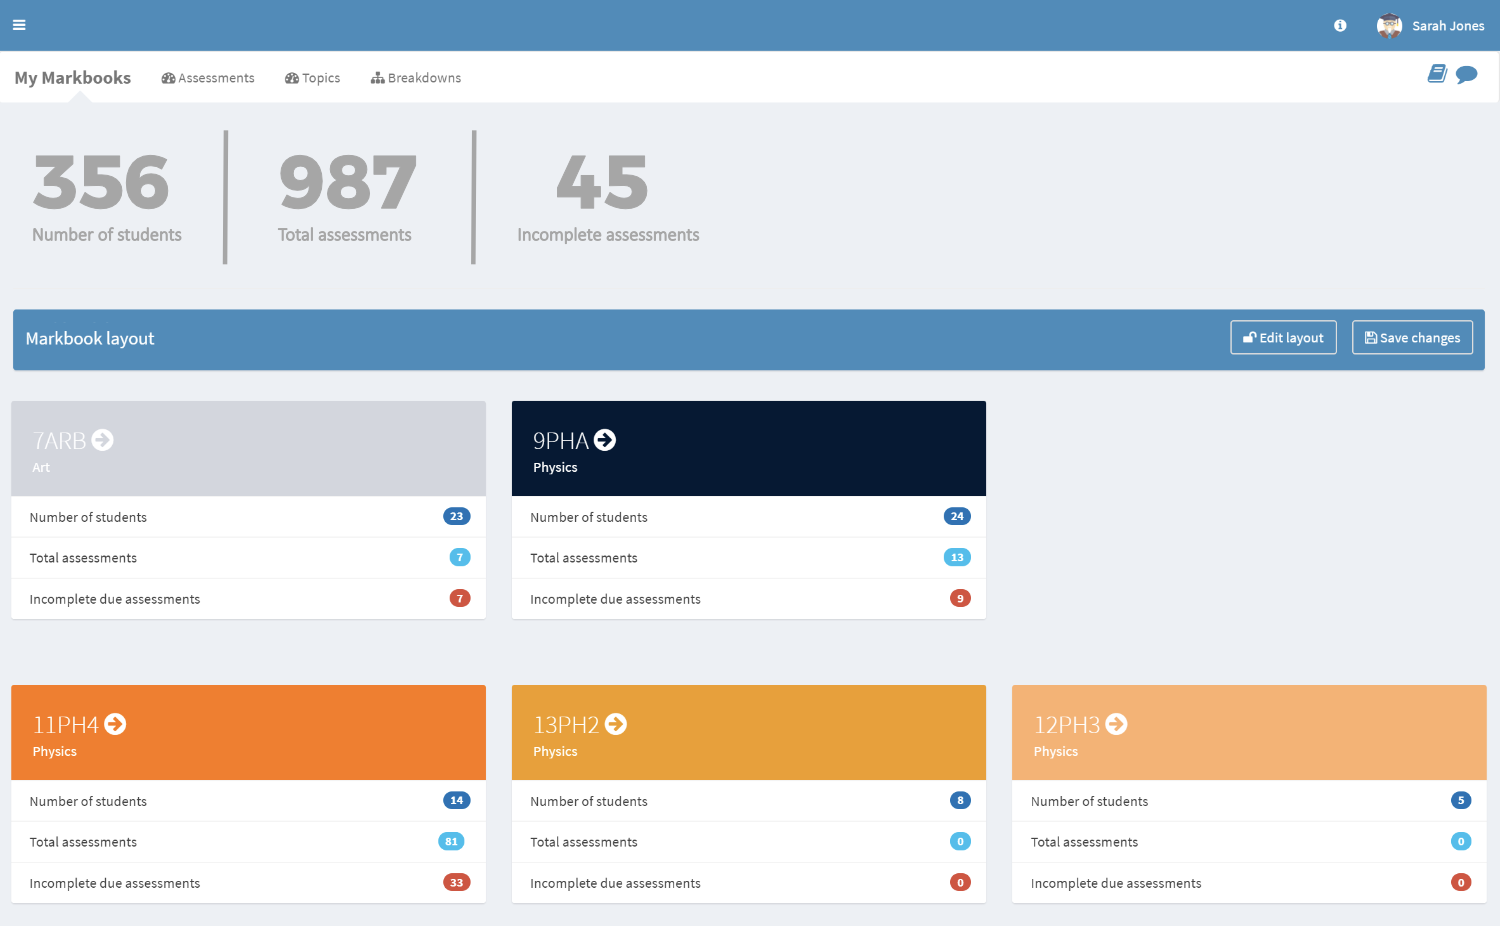 Sarah Jones
My Markbooks Assessments Topics Breakdowns
356 987 45
Number of students Total assessments Incomplete assessments
Markbook layout Edit layout Save changes
7ARB
Art
Number of students 23
Total assessments 7
Incomplete due assessments 7
9PHA
Physics
Number of students 24
Total assessments 13
Incomplete due assessments 9
11PH4
Physics
Number of students 14
Total assessments 81
Incomplete due assessments 33
13PH2
Physics
Number of students 8
Total assessments 0
Incomplete due assessments 0
12PH3
Physics
Number of students 5
Total assessments 0
Incomplete due assessments 0